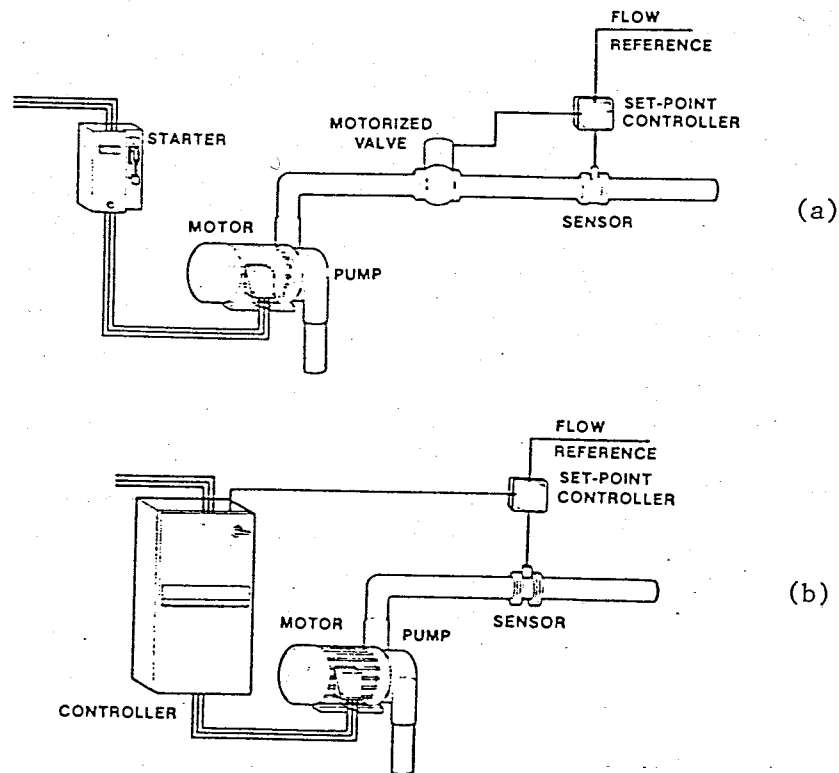 FLOW
REFERENCE
SET-POINT
CONTROLLER
MOTORIZED
VALVE
STARTER
SENSOR
(a)
MOTOR
PUMP
FLOW
REFERENCE
SET-POINT
CONTROLLER
SENSOR
(b)
MOTOR
PUMP
CONTROLLER